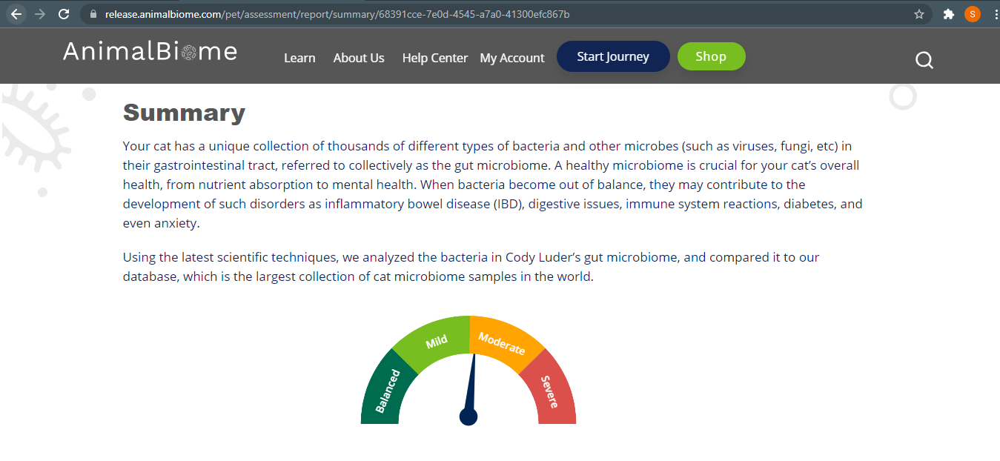 release.animalbiome.com/pet/assessment/report/summary/68391cce-7e0d-4545-a7a0-41300efc867b
S
AnimalBiome
Learn About Us Help Center My Account Start Journey Shop
Summary
Your cat has a unique collection of thousands of different types of bacteria and other microbes (such as viruses, fungi, etc) in
their gastrointestinal tract, referred to collectively as the gut microbiome. A healthy microbiome is crucial for your cat’s overall
health, from nutrient absorption to mental health. When bacteria become out of balance, they may contribute to the
development of such disorders as inflammatory bowel disease (IBD), digestive issues, immune system reactions, diabetes, and
even anxiety.
Using the latest scientific techniques, we analyzed the bacteria in Cody Luder’s gut microbiome, and compared it to our
database, which is the largest collection of cat microbiome samples in the world.
Balanced
Mild
Moderate
Severe